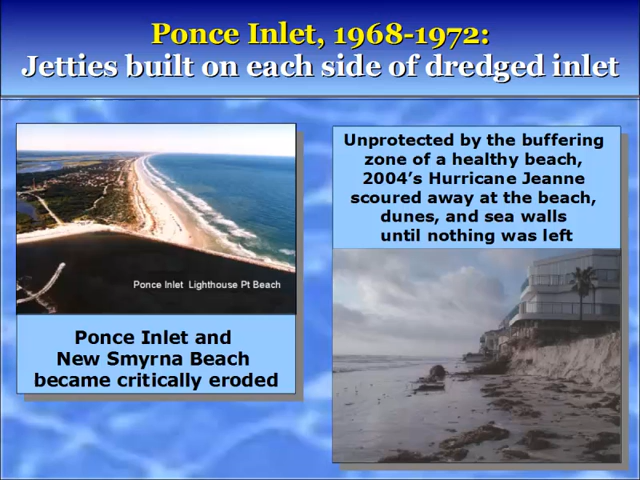 Ponce Inlet, 1968-1972:
Jetties built on each side of dredged inlet
Ponce Inlet Lighthouse Pt Beach
Ponce Inlet and
New Smyrna Beach
became critically eroded
Unprotected by the buffering
zone of a healthy beach,
2004's Hurricane Jeanne
scoured away at the beach,
dunes, and sea walls
until nothing was left